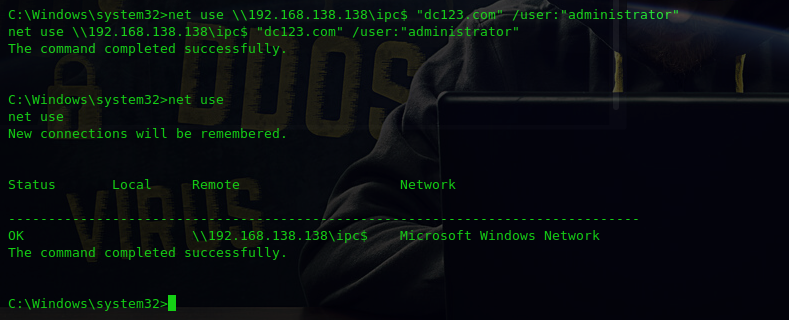 C:\Windows\system32>net use \\192.168.138.138\ipc$ "dc123.com" /user:"administrator"
net use \\192.168.138.138\ipc$ "dc123.com" /user:"administrator"
The command completed successfully.
C:\Windows\system32>net use
net use
New connections will be remembered.
Status       Local     Remote                    Network
-------------------------------------------------------------------------------
OK                     \\192.168.138.138\ipc$    Microsoft Windows Network
The command completed successfully.
C:\Windows\system32>
DDOS
VIRUS